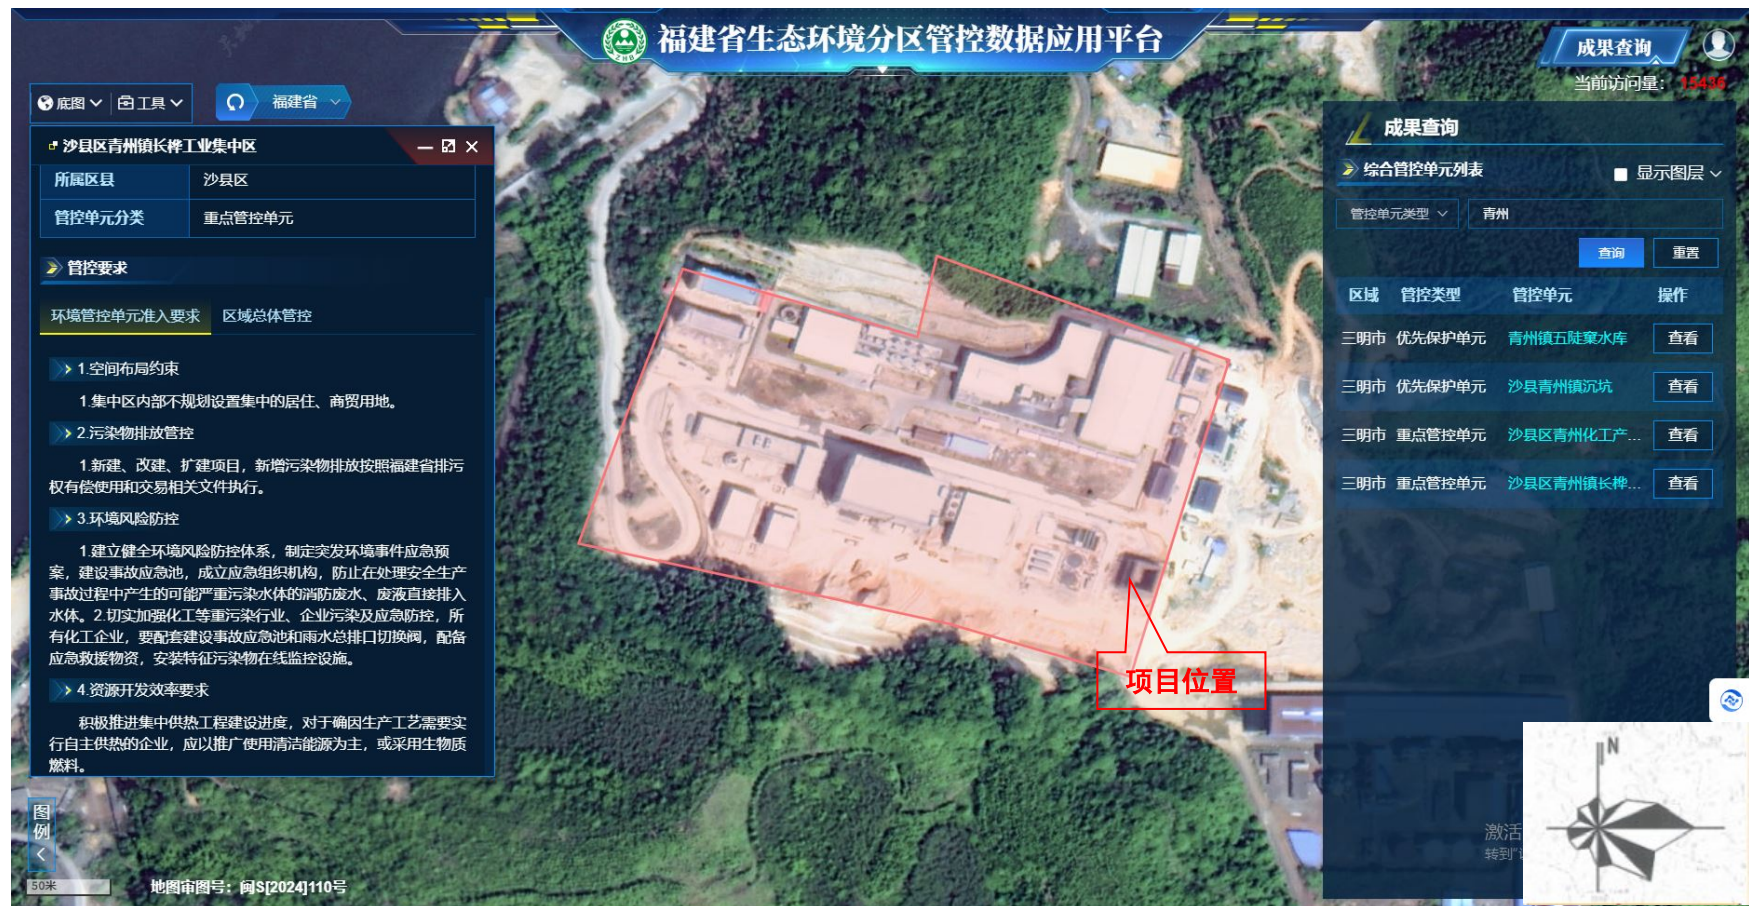 福建省生态环境分区管控数据应用平台
成果查询
当前访问量： 15436
底图 工具 福建省
沙县区青州镇长桦工业集中区
所属区县 沙县区
管控单元分类 重点管控单元
管控要求
环境管控单元准入要求 区域总体管控
1.空间布局约束
1.集中区内部不规划设置集中的居住、商贸用地。
2.污染物排放管控
1.新建、改建、扩建项目，新增污染物排放按照福建省排污
权有偿使用和交易相关文件执行。
3.环境风险防控
1.建立健全环境风险防控体系，制定突发环境事件应急预
案，建设事故应急池，成立应急组织机构，防止在处理安全生产
事故过程中产生的可能严重污染水体的消防废水、废液直接排入
水体。2.切实加强化工等重污染行业、企业污染及应急防控，所
有化工企业，要配套建设事故应急池和雨水总排口切换阀，配备
应急救援物资，安装特征污染物在线监控设施。
4.资源开发效率要求
积极推进集中供热工程建设进度，对于确因生产工艺需要实
行自主供热的企业，应以推广使用清洁能源为主，或采用生物质
燃料。
图例
50米
地图审图号：闽S[2024]110号
项目位置
成果查询
综合管控单元列表 显示图层
管控单元类型 青州
查询 重置
区域 管控类型 管控单元 操作
三明市 优先保护单元 青州镇五陡窠水库 查看
三明市 优先保护单元 沙县青州镇沉坑 查看
三明市 重点管控单元 沙县区青州化工产... 查看
三明市 重点管控单元 沙县区青州镇长桦... 查看
激活
转到"
N